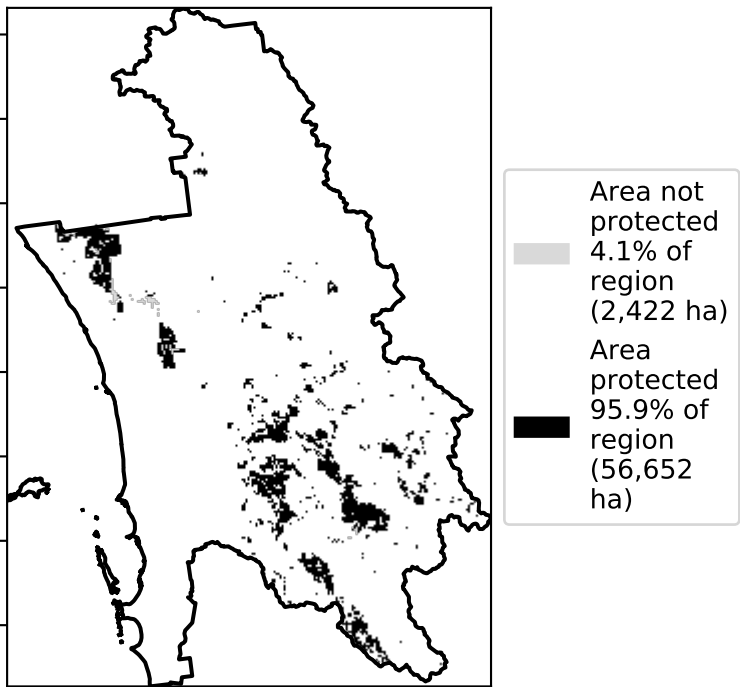 Area not
protected
4.1% of
region
(2,422 ha)
Area
protected
95.9% of
region
(56,652
ha)